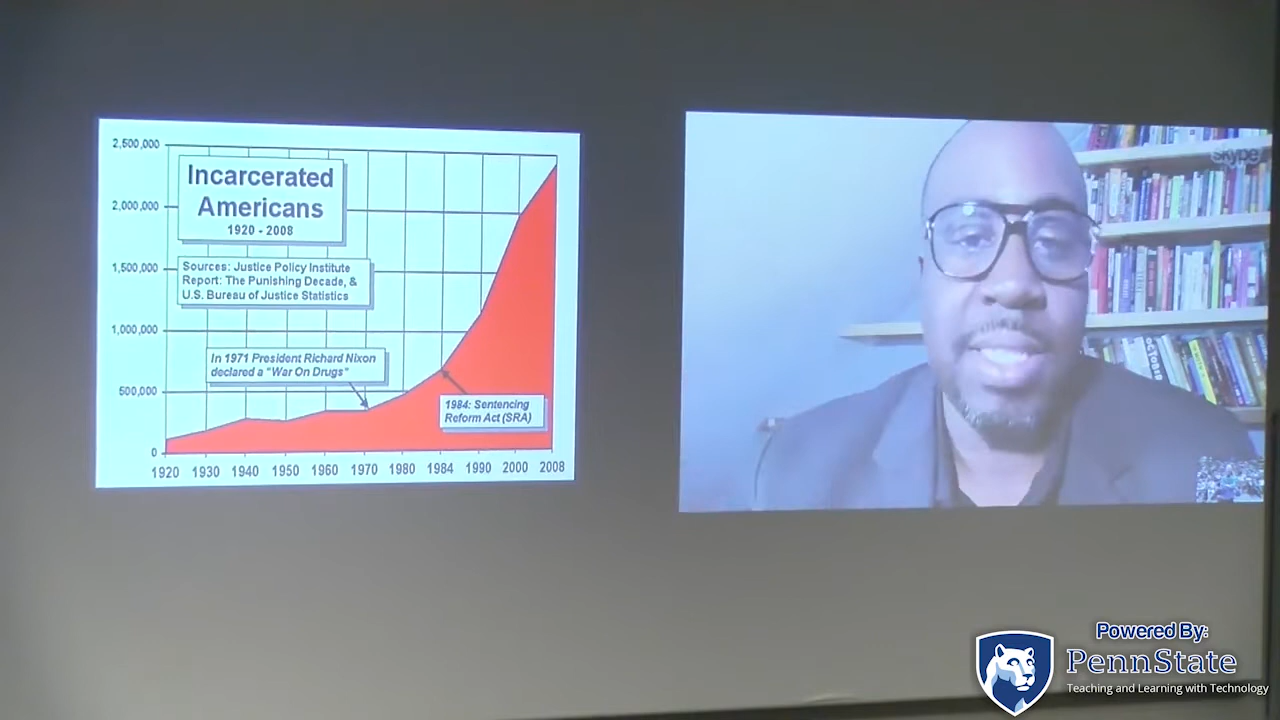 2,500,000
2,000,000
1,500,000
1,000,000
500,000
0
Incarcerated
Americans
1920 - 2008
Sources: Justice Policy Institute
Report: The Punishing Decade, &
U.S. Bureau of Justice Statistics
In 1971 President Richard Nixon
declared a "War On Drugs"
1984: Sentencing
Reform Act (SRA)
1920 1930 1940 1950 1960 1970 1980 1984 1990 2000 2008
skype
OCTOBER
Powered By:
PennState
Teaching and Learning with Technology